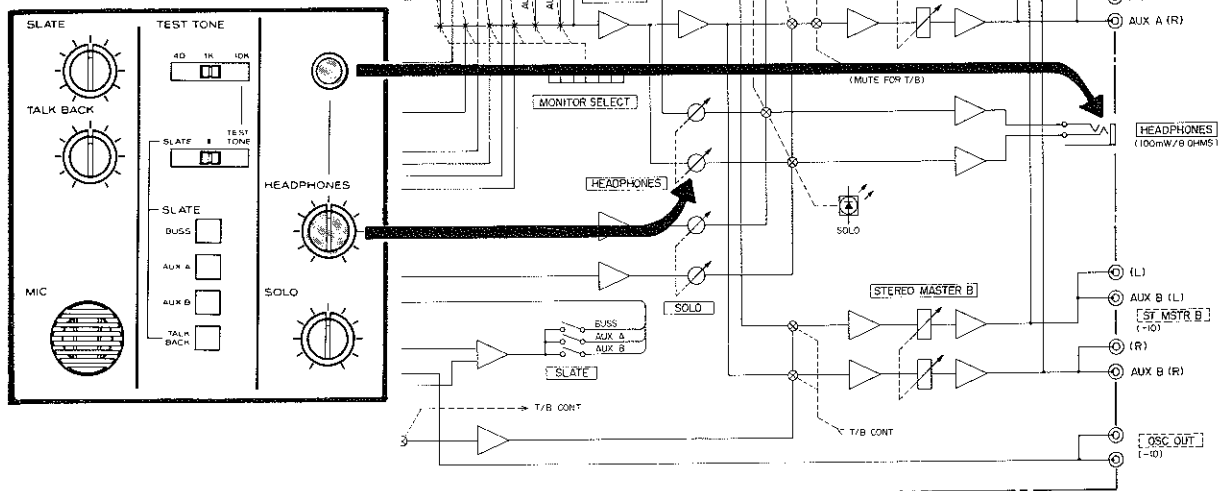 SLATE
TEST TONE
40 1K 10K
TALK BACK
SLATE
TEST
TONE
HEADPHONES
SLATE
BUSS
AUX A
AUX B
TALK
BACK
MIC
SOLO
AUX A (R)
(MUTE FOR T/B)
MONITOR SELECT
HEADPHONES
(100mW/8 OHMS)
HEADPHONES
SOLO
SOLO
(L)
STEREO MASTER B
AUX B (L)
ST MSTR B
(-10)
BUSS
AUX A
AUX B
SLATE
(R)
AUX B (R)
T/B CONT
T/B CONT
OSC OUT
(-10)